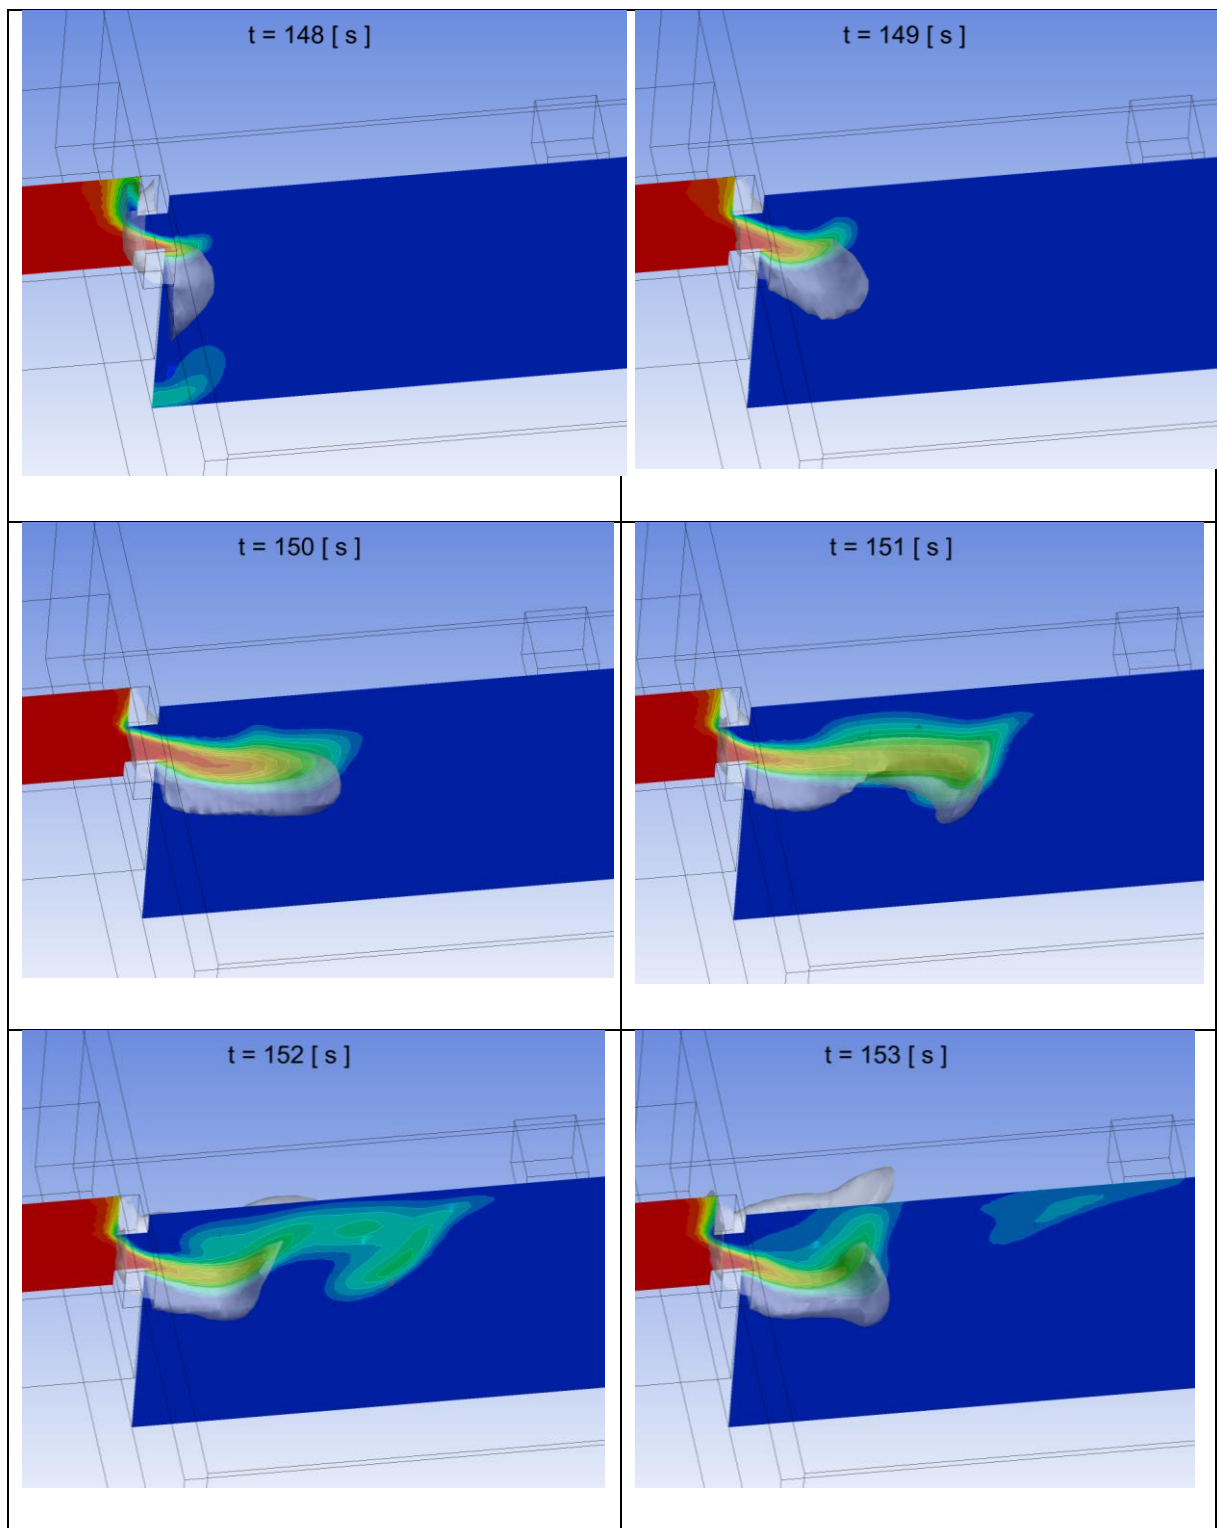 t = 148 [ s ]
t = 149 [ s ]
t = 150 [ s ]
t = 151 [ s ]
t = 152 [ s ]
t = 153 [ s ]